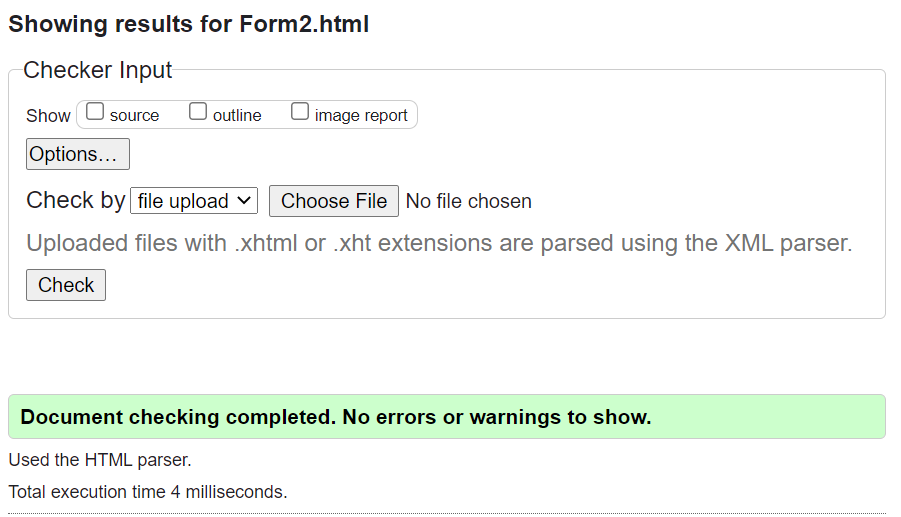 Showing results for Form2.html
Checker Input
Show source outline image report
Options...
Check by file upload Choose File No file chosen
Uploaded files with .xhtml or .xht extensions are parsed using the XML parser.
Check
Document checking completed. No errors or warnings to show.
Used the HTML parser.
Total execution time 4 milliseconds.